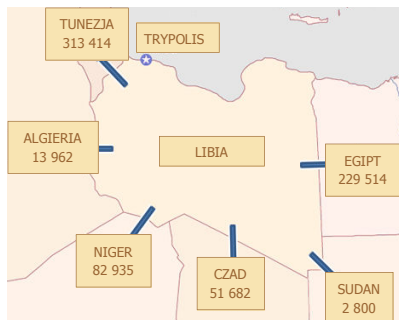 TUNEZJA
313 414
TRYPOLIS
ALGIERIA
13 962
LIBIA
EGIPT
229 514
NIGER
82 935
CZAD
51 682
SUDAN
2 800